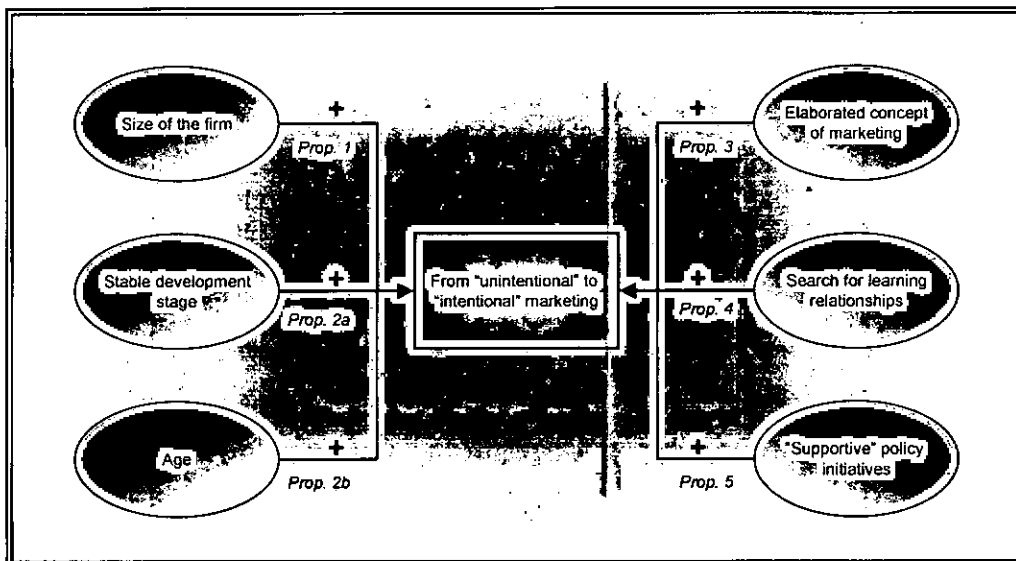 Size of the firm
+
Prop. 1
Stable development
stage
+
Prop. 2a
Age
+
Prop. 2b
From "unintentional" to
"intentional" marketing
+
Prop. 3
Elaborated concept
of marketing
+
Prop. 4
Search for learning
relationships
+
Prop. 5
"Supportive" policy
initiatives